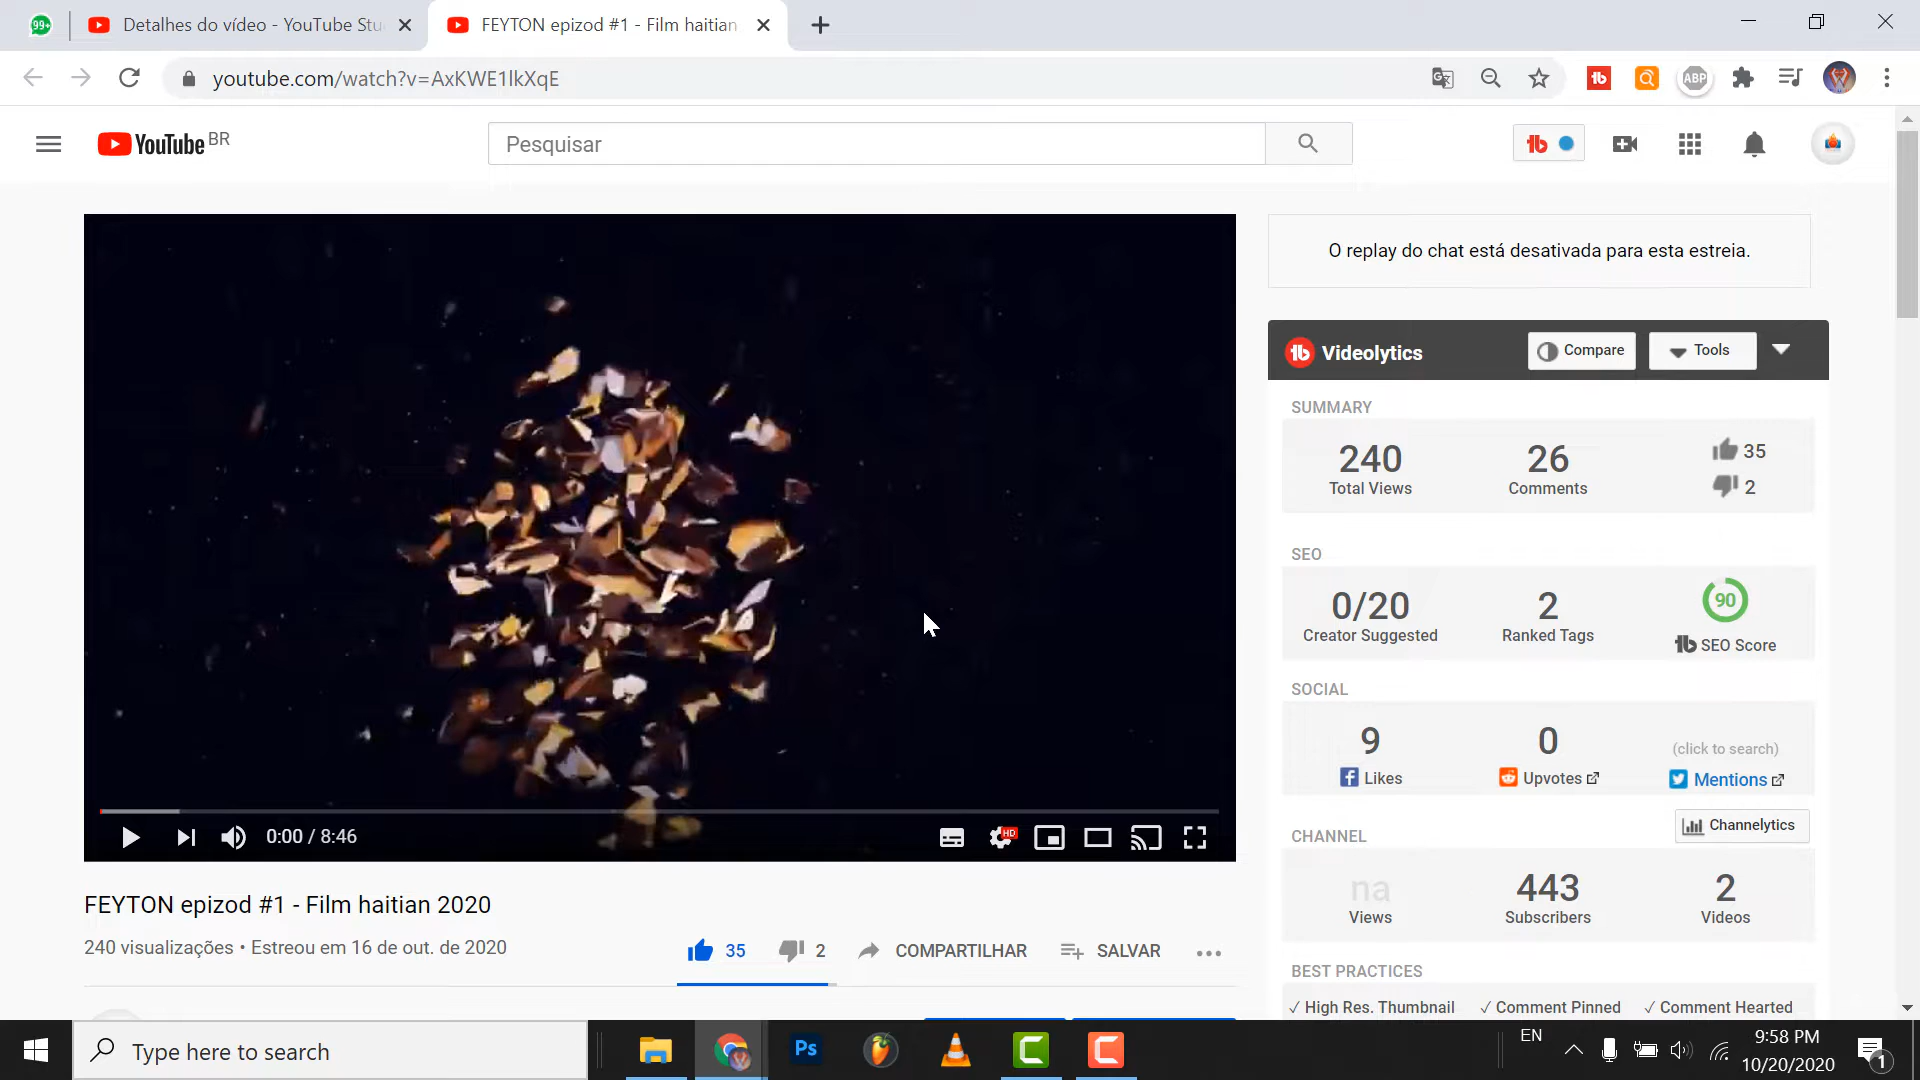 99+
Detalhes do vídeo - YouTube Stu
FEYTON epizod #1 - Film haitian
youtube.com/watch?v=AxKWE1lkXqE
ABP
YouTube BR
Pesquisar
O replay do chat está desativada para esta estreia.
Videolytics
Compare
Tools
SUMMARY
240
Total Views
26
Comments
35
2
SEO
0/20
Creator Suggested
2
Ranked Tags
90
SEO Score
SOCIAL
9
Likes
0
Upvotes
(click to search)
Mentions
CHANNEL
Channelytics
na
Views
443
Subscribers
2
Videos
BEST PRACTICES
✓ High Res. Thumbnail
✓ Comment Pinned
✓ Comment Hearted
0:00 / 8:46
HD
FEYTON epizod #1 - Film haitian 2020
240 visualizações • Estreou em 16 de out. de 2020
35
2
COMPARTILHAR
SALVAR
Type here to search
Ps
EN
9:58 PM
10/20/2020
1